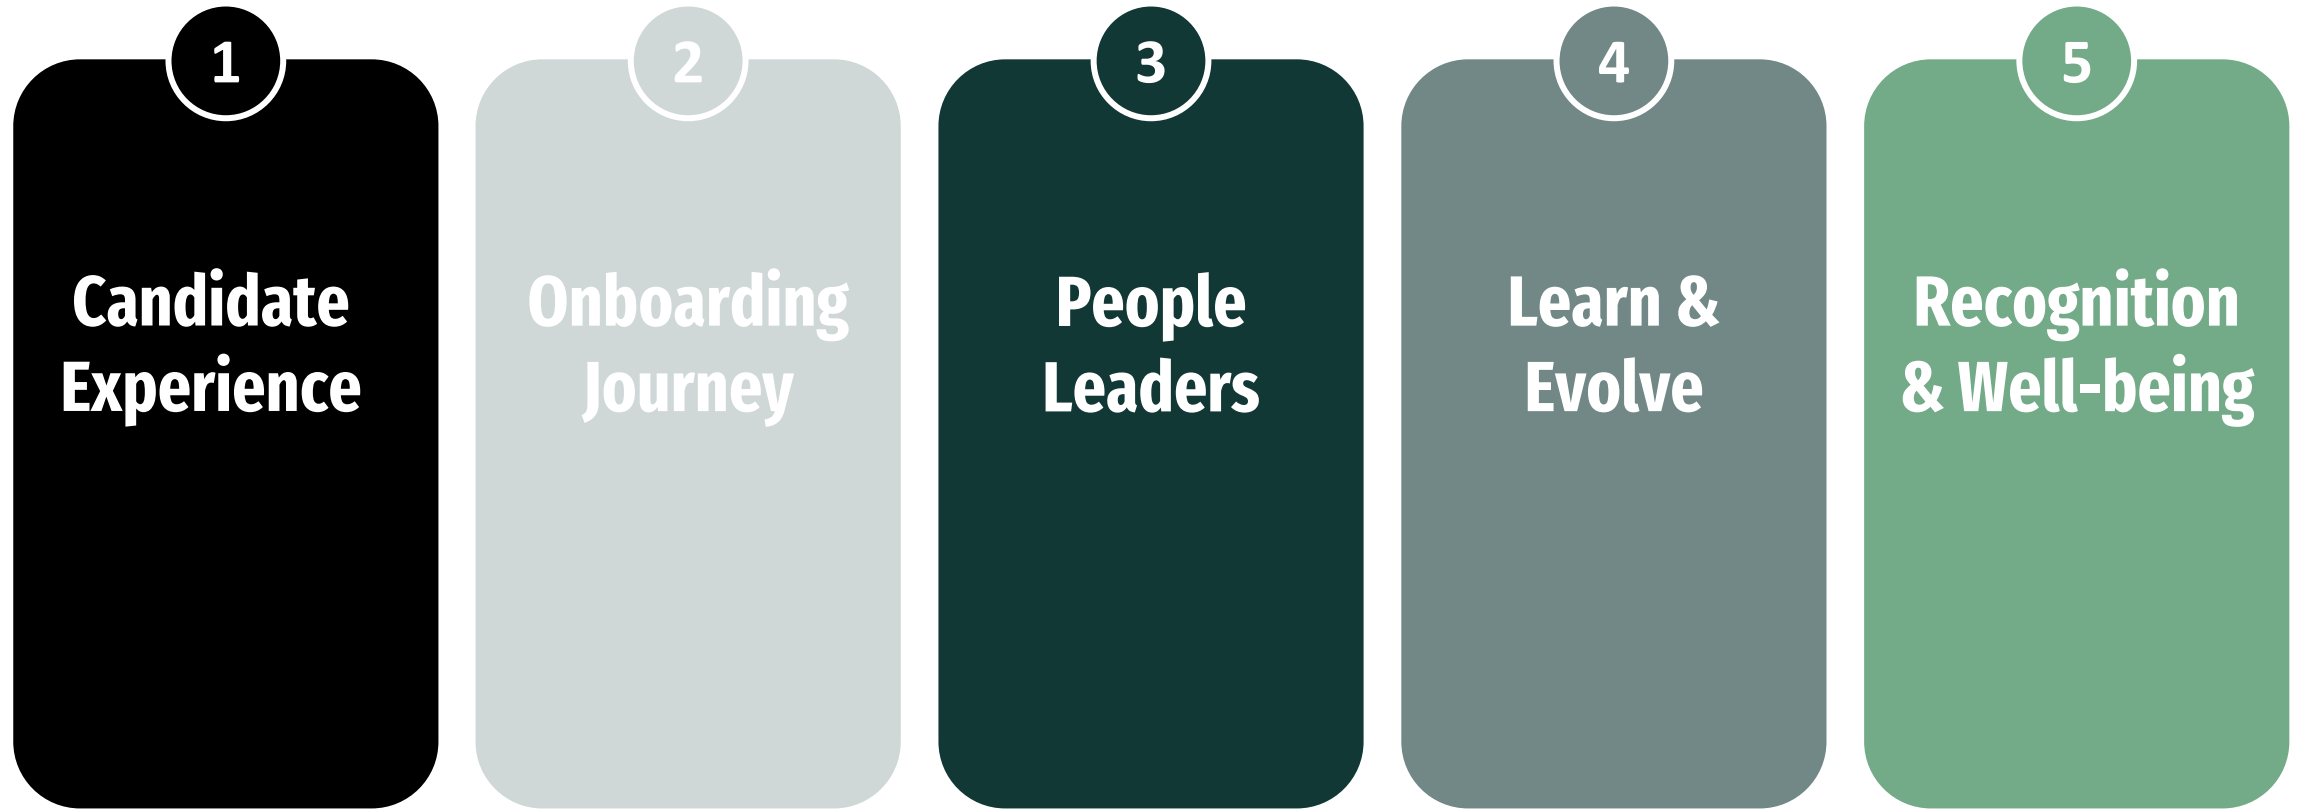 1
Candidate
Experience
2
Onboarding
Journey
3
People
Leaders
4
Learn &
Evolve
5
Recognition
& Well-being